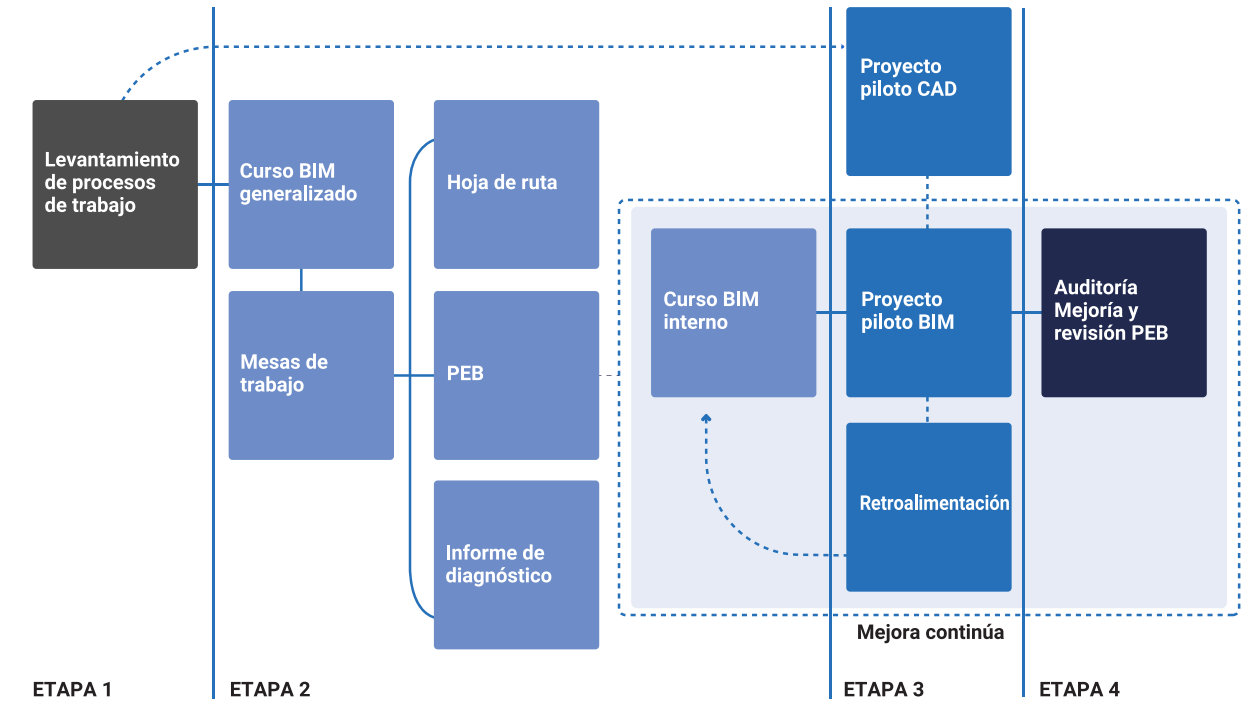 Levantamiento
de procesos
de trabajo
Curso BIM
generalizado
Mesas de
trabajo
Hoja de ruta
PEB
Informe de
diagnóstico
Curso BIM
interno
Proyecto
piloto CAD
Proyecto
piloto BIM
Retroalimentación
Auditoría
Mejoría y
revisión PEB
Mejora continúa
ETAPA 1
ETAPA 2
ETAPA 3
ETAPA 4